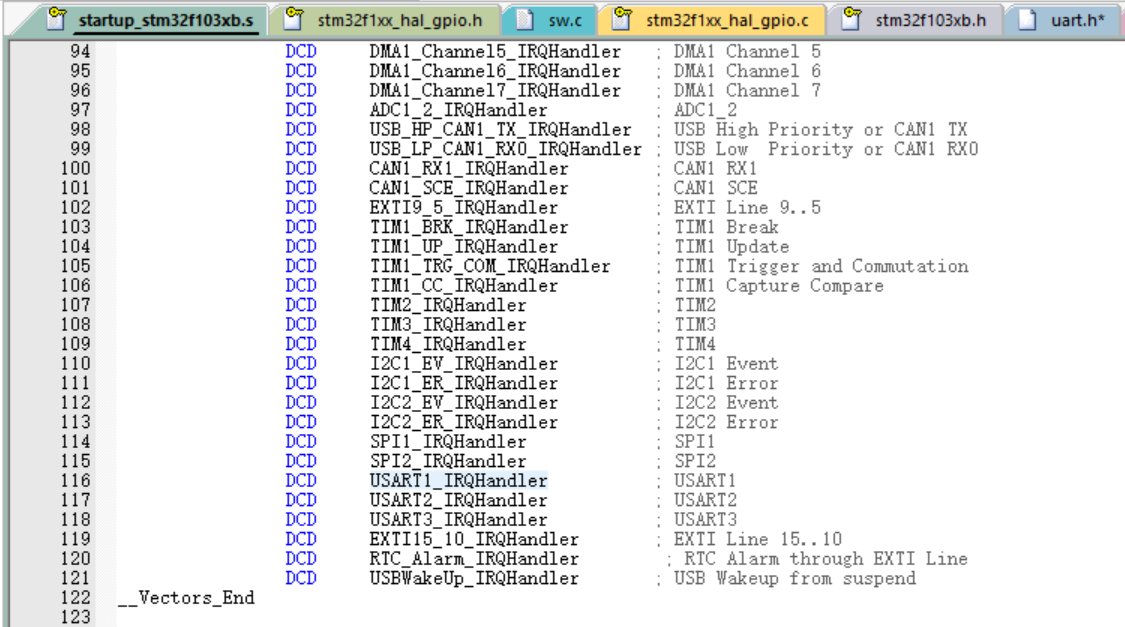 startup_stm32f103xb.s stm32f1xx_hal_gpio.h sw.c stm32f1xx_hal_gpio.c stm32f103xb.h uart.h*
94 DCD DMA1_Channel5_IRQHandler ; DMA1 Channel 5
95 DCD DMA1_Channel6_IRQHandler ; DMA1 Channel 6
96 DCD DMA1_Channel7_IRQHandler ; DMA1 Channel 7
97 DCD ADC1_2_IRQHandler ; ADC1_2
98 DCD USB_HP_CAN1_TX_IRQHandler ; USB High Priority or CAN1 TX
99 DCD USB_LP_CAN1_RX0_IRQHandler ; USB Low  Priority or CAN1 RX0
100 DCD CAN1_RX1_IRQHandler ; CAN1 RX1
101 DCD CAN1_SCE_IRQHandler ; CAN1 SCE
102 DCD EXTI9_5_IRQHandler ; EXTI Line 9..5
103 DCD TIM1_BRK_IRQHandler ; TIM1 Break
104 DCD TIM1_UP_IRQHandler ; TIM1 Update
105 DCD TIM1_TRG_COM_IRQHandler ; TIM1 Trigger and Commutation
106 DCD TIM1_CC_IRQHandler ; TIM1 Capture Compare
107 DCD TIM2_IRQHandler ; TIM2
108 DCD TIM3_IRQHandler ; TIM3
109 DCD TIM4_IRQHandler ; TIM4
110 DCD I2C1_EV_IRQHandler ; I2C1 Event
111 DCD I2C1_ER_IRQHandler ; I2C1 Error
112 DCD I2C2_EV_IRQHandler ; I2C2 Event
113 DCD I2C2_ER_IRQHandler ; I2C2 Error
114 DCD SPI1_IRQHandler ; SPI1
115 DCD SPI2_IRQHandler ; SPI2
116 DCD USART1_IRQHandler ; USART1
117 DCD USART2_IRQHandler ; USART2
118 DCD USART3_IRQHandler ; USART3
119 DCD EXTI15_10_IRQHandler ; EXTI Line 15..10
120 DCD RTC_Alarm_IRQHandler ; RTC Alarm through EXTI Line
121 DCD USBWakeUp_IRQHandler ; USB Wakeup from suspend
122 __Vectors_End
123